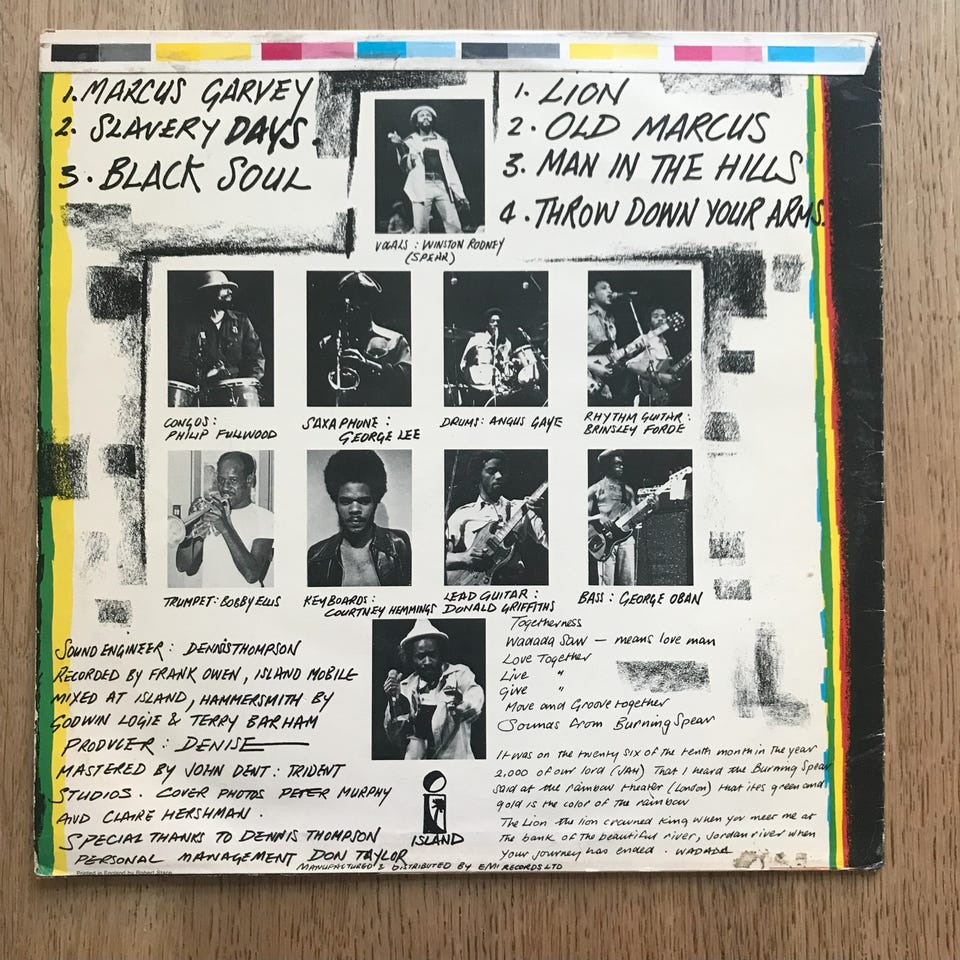 1. MARCUS GARVEY
2. SLAVERY DAYS.
3. BLACK SOUL
1. LION
2. OLD MARCUS
3. MAN IN THE HILLS
4. THROW DOWN YOUR ARMS.
VOCALS : WINSTON RODNEY
(SPEAR)
CONGOS :
PHILIP FULLWOOD
SAXAPHONE :
GEORGE LEE
DRUMS: ANGUS GAYE
RHYTHM GUITAR :
BRINSLEY FORDE
TRUMPET: BOBBY ELLIS
KEYBOARDS :
COURTNEY HEMMINGS
LEAD GUITAR :
DONALD GRIFFITHS
BASS : GEORGE OBAN
SOUND ENGINEER : DENNIS THOMPSON
RECORDED BY FRANK OWEN, ISLAND MOBILE
MIXED AT ISLAND, HAMMERSMITH BY
GODWIN LOGIE & TERRY BARHAM
PRODUCER : DENISE
MASTERED BY JOHN DENT : TRIDENT
STUDIOS. COVER PHOTOS PETER MURPHY
AND CLAIRE HERSHMAN.
SPECIAL THANKS TO DENNIS THOMPSON
PERSONAL MANAGEMENT DON TAYLOR
Togetherness
Wadada Saw — means love man
Love Together
Live "
Give "
Move and Groove together
Sounds from Burning Spear
It was on the twenty six of the tenth month in the year
2,000 of our lord (JAH) That I heard the Burning Spear
Said at the rainbow theater (London) that its green and
gold is the color of the rainbow
The Lion the lion crowned King when you meet me at
the bank of the beautiful river, Jordan river when
your journey has ended. WADADA
ISLAND
MANUFACTURED & DISTRIBUTED BY EMI RECORDS LTD
Printed in England by Robert Stace